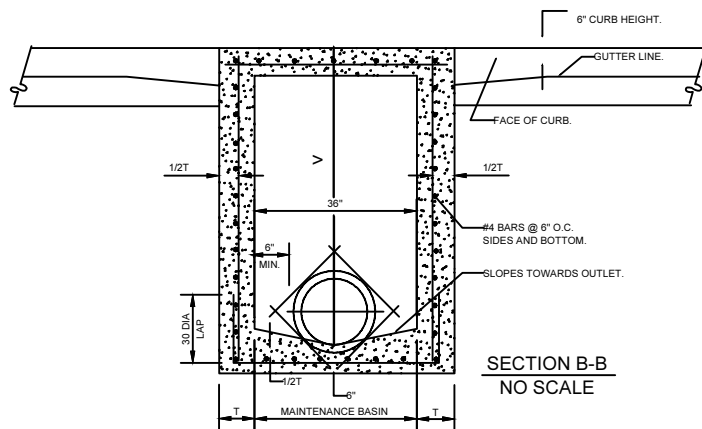 6" CURB HEIGHT.
GUTTER LINE.
FACE OF CURB.
1/2T
1/2T
V
36"
#4 BARS @ 6" O.C.
SIDES AND BOTTOM.
6"
MIN.
SLOPES TOWARDS OUTLET.
30 DIA
LAP
1/2T
6"
T
MAINTENANCE BASIN
T
SECTION B-B
NO SCALE